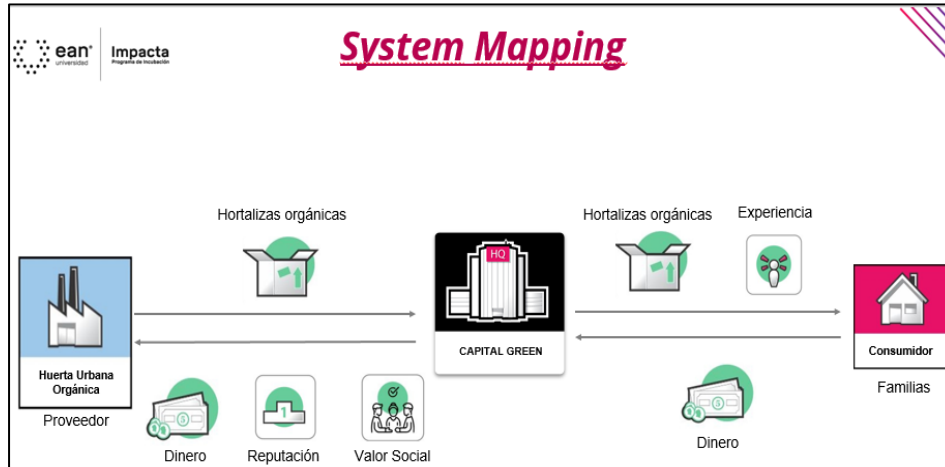 System Mapping
ean®
universidad
Impacta
Programa de Incubación
Hortalizas orgánicas
Hortalizas orgánicas
Experiencia
HQ
Huerta Urbana
Orgánica
Proveedor
CAPITAL GREEN
Consumidor
Familias
1
Dinero
Reputación
Valor Social
Dinero